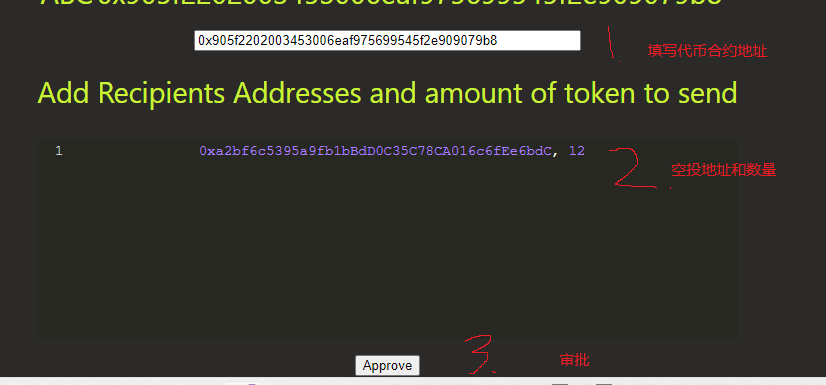 0x905f2202003453006eaf975699545f2e909079b8
1
填写代币合约地址
Add Recipients Addresses and amount of token to send
1 0xa2bf6c5395a9fb1bBdD0C35C78CA016c6fEe6bdC, 12
2
空投地址和数量
Approve
3.
审批